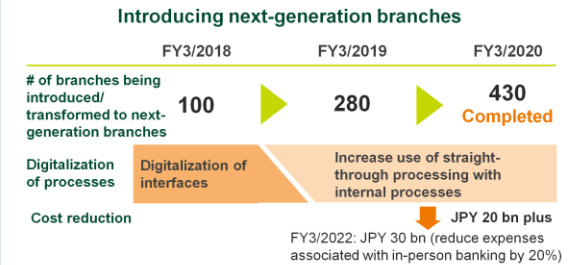 Introducing next-generation branches
FY3/2018
FY3/2019
FY3/2020
# of branches being
introduced/
transformed to next-
generation branches
100
280
430
Completed
Digitalization
of processes
Digitalization of
interfaces
Increase use of straight-
through processing with
internal processes
Cost reduction
JPY 20 bn plus
FY3/2022: JPY 30 bn (reduce expenses
associated with in-person banking by 20%)